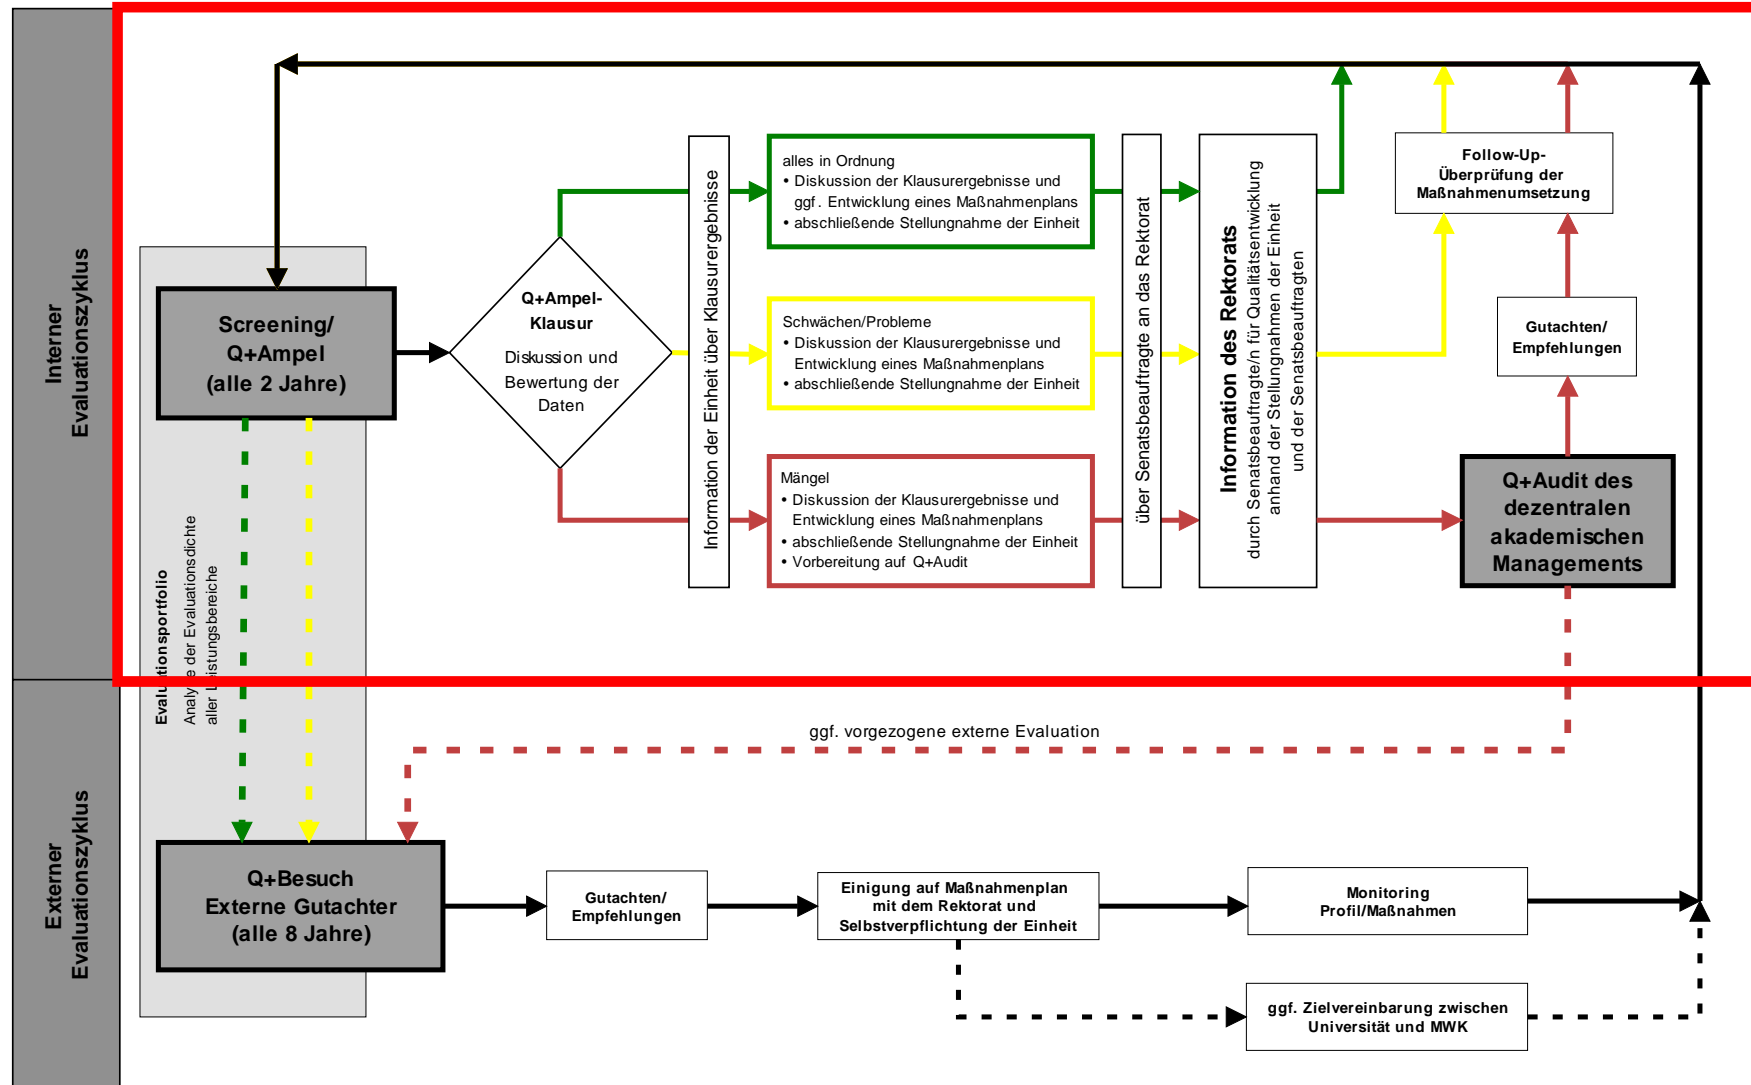 Interner
Evaluationszyklus
Screening/
Q+Ampel
(alle 2 Jahre)
Q+Ampel-
Klausur
Diskussion und
Bewertung der
Daten
Information der Einheit über Klausurergebnisse
alles in Ordnung
• Diskussion der Klausurergebnisse und
ggf. Entwicklung eines Maßnahmenplans
• abschließende Stellungnahme der Einheit
Schwächen/Probleme
• Diskussion der Klausurergebnisse und
Entwicklung eines Maßnahmenplans
• abschließende Stellungnahme der Einheit
Mängel
• Diskussion der Klausurergebnisse und
Entwicklung eines Maßnahmenplans
• abschließende Stellungnahme der Einheit
• Vorbereitung auf Q+Audit
über Senatsbeauftragte an das Rektorat
Information des Rektorats
durch Senatsbeauftragte/n für Qualitätsentwicklung
anhand der Stellungnahmen der Einheit
und der Senatsbeauftragten
Follow-Up-
Überprüfung der
Maßnahmenumsetzung
Gutachten/
Empfehlungen
Q+Audit des
dezentralen
akademischen
Managements
Evaluationsportfolio
Analyse der Evaluationsdichte
aller Leistungsbereiche
ggf. vorgezogene externe Evaluation
Externer
Evaluationszyklus
Q+Besuch
Externe Gutachter
(alle 8 Jahre)
Gutachten/
Empfehlungen
Einigung auf Maßnahmenplan
mit dem Rektorat und
Selbstverpflichtung der Einheit
Monitoring
Profil/Maßnahmen
ggf. Zielvereinbarung zwischen
Universität und MWK